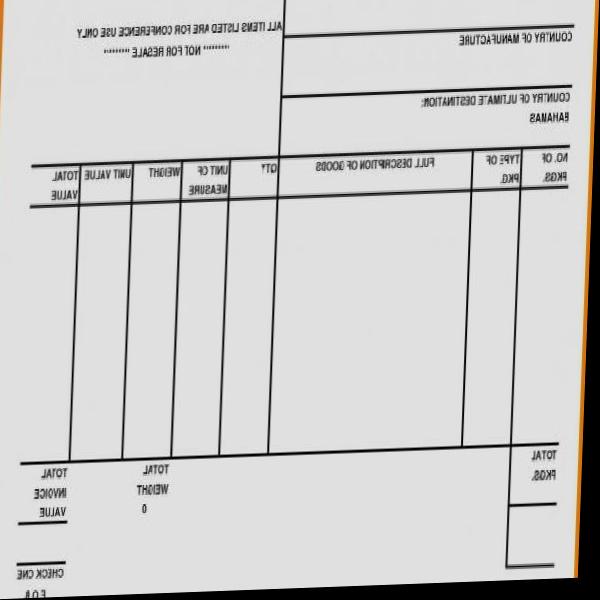 COUNTRY OF MANUFACTURE
ALL ITEMS LISTED ARE FOR CONFERENCE USE ONLY
******* NOT FOR RESALE *******
COUNTRY OF ULTIMATE DESTINATION:
BAHAMAS
NO. OF PKGS.
TYPE OF PKG.
FULL DESCRIPTION OF GOODS
QTY
UNIT OF MEASURE
WEIGHT
UNIT VALUE
TOTAL VALUE
TOTAL PKGS.
TOTAL WEIGHT
0
TOTAL INVOICE VALUE
CHECK ONE
F.O.B